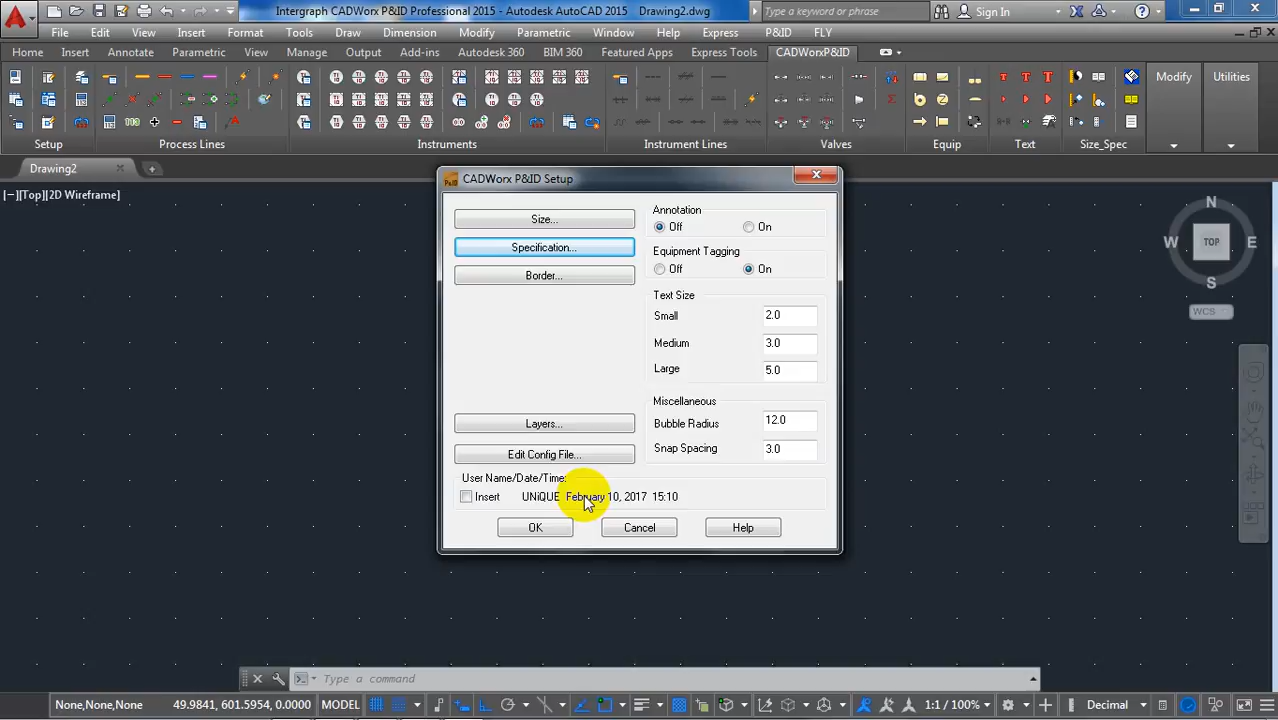 Intergraph CADWorx P&ID Professional 2015 - Autodesk AutoCAD 2015 Drawing2.dwg
Type a keyword or phrase
Sign In
File Edit View Insert Format Tools Draw Dimension Modify Parametric Window Help Express P&ID FLY
Home Insert Annotate Parametric View Manage Output Add-ins Autodesk 360 BIM 360 Featured Apps Express Tools CADWorxP&ID
Modify Utilities
Setup Process Lines Instruments Instrument Lines Valves Equip Text Size_Spec
Drawing2
[−][Top][2D Wireframe]
CADWorx P&ID Setup
Size...
Specification...
Border...
Layers...
Edit Config File...
Annotation
Off On
Equipment Tagging
Off On
Text Size
Small 2.0
Medium 3.0
Large 5.0
Miscellaneous
Bubble Radius 12.0
Snap Spacing 3.0
User Name/Date/Time:
Insert UNiQUE February 10, 2017 15:10
OK Cancel Help
N
W TOP E
S
WCS
Type a command
None,None,None 49.9841, 601.5954, 0.0000 MODEL 1:1 / 100% Decimal